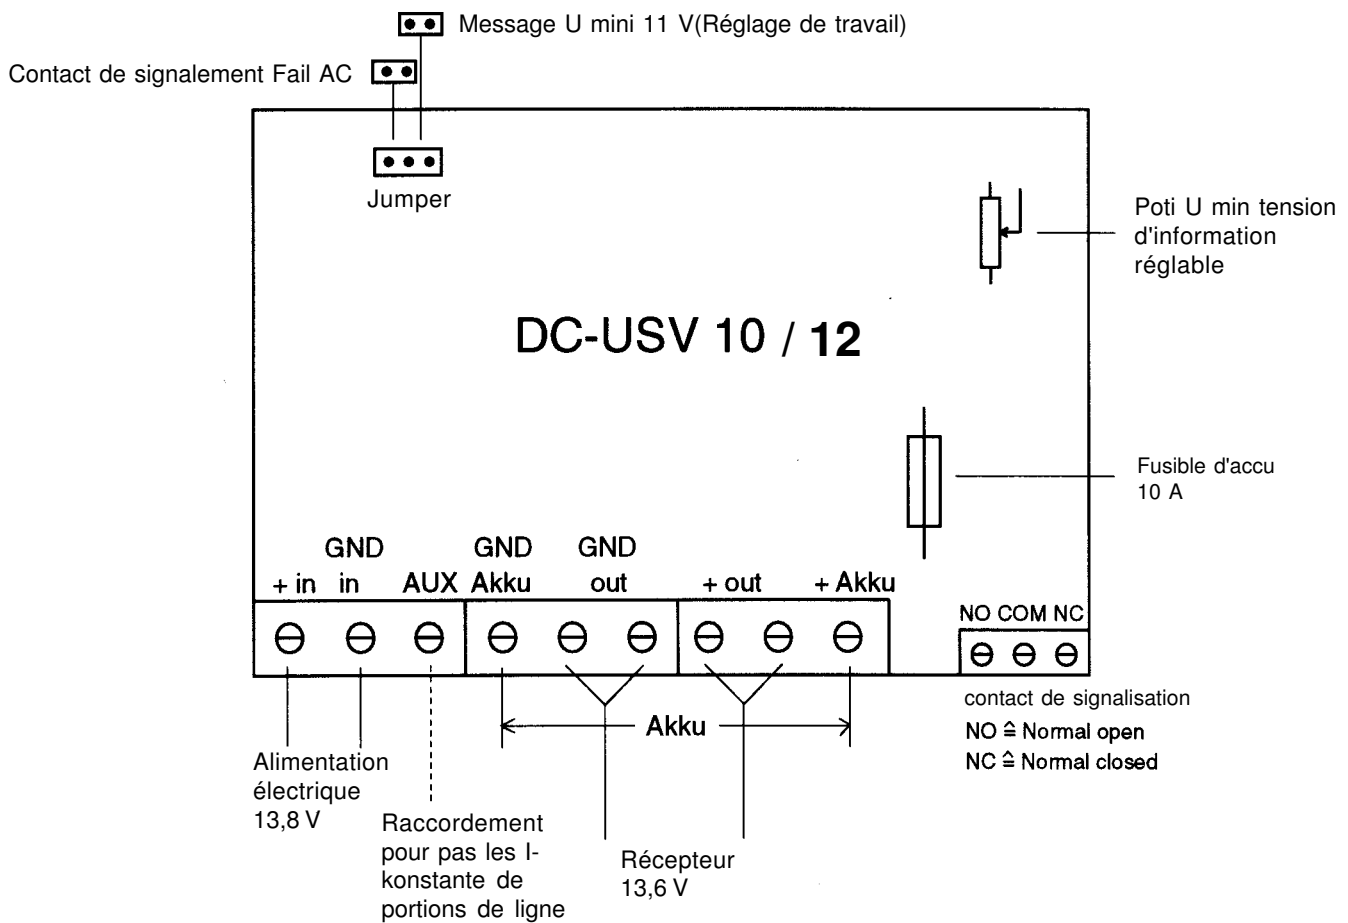 Message U mini 11 V(Réglage de travail)
Contact de signalement Fail AC
Jumper
Poti U min tension
d'information
réglable
DC-USV 10 / 12
Fusible d'accu
10 A
GND GND GND
+ in in AUX Akku out + out + Akku
NO COM NC
contact de signalisation
NO ≙ Normal open
NC ≙ Normal closed
Akku
Alimentation
électrique
13,8 V
Raccordement
pour pas les I-
konstante de
portions de ligne
Récepteur
13,6 V